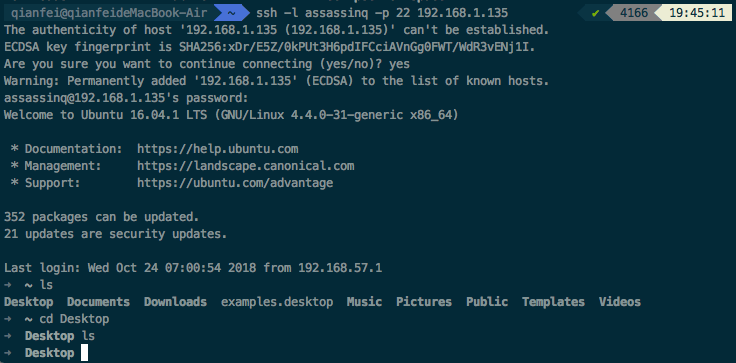 qianfei@qianfeideMacBook-Air ~ ssh -l assassinq -p 22 192.168.1.135 ✔ 4166 19:45:11
The authenticity of host '192.168.1.135 (192.168.1.135)' can't be established.
ECDSA key fingerprint is SHA256:xDr/E5Z/0kPUt3H6pdIFCciAVnGg0FWT/WdR3vENj1I.
Are you sure you want to continue connecting (yes/no)? yes
Warning: Permanently added '192.168.1.135' (ECDSA) to the list of known hosts.
assassinq@192.168.1.135's password:
Welcome to Ubuntu 16.04.1 LTS (GNU/Linux 4.4.0-31-generic x86_64)
* Documentation: https://help.ubuntu.com
* Management: https://landscape.canonical.com
* Support: https://ubuntu.com/advantage
352 packages can be updated.
21 updates are security updates.
Last login: Wed Oct 24 07:00:54 2018 from 192.168.57.1
→ ~ ls
Desktop Documents Downloads examples.desktop Music Pictures Public Templates Videos
→ ~ cd Desktop
→ Desktop ls
→ Desktop